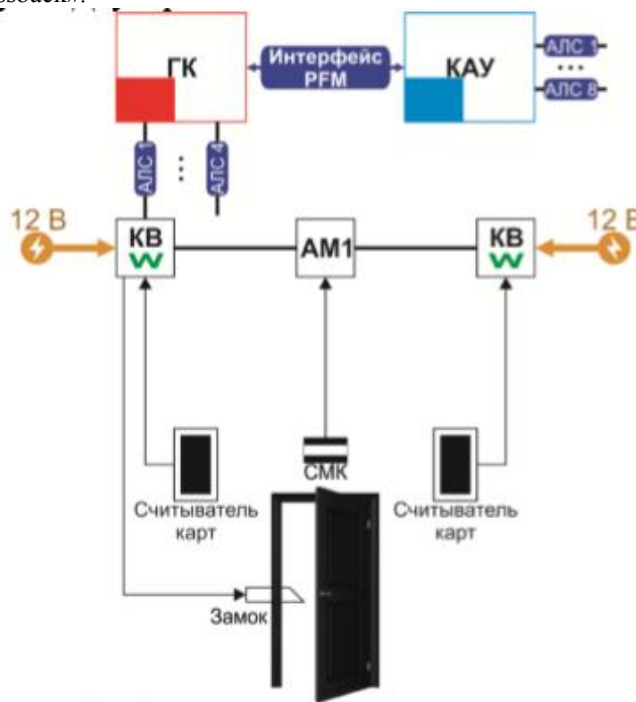 ssback».
ГК
Интерфейс
PFM
КАУ
АЛС 1
...
АЛС 8
АЛС 1
...
АЛС 4
12 В
КВ
АМ1
КВ
12 В
СМК
Считыватель
карт
Считыватель
карт
Замок